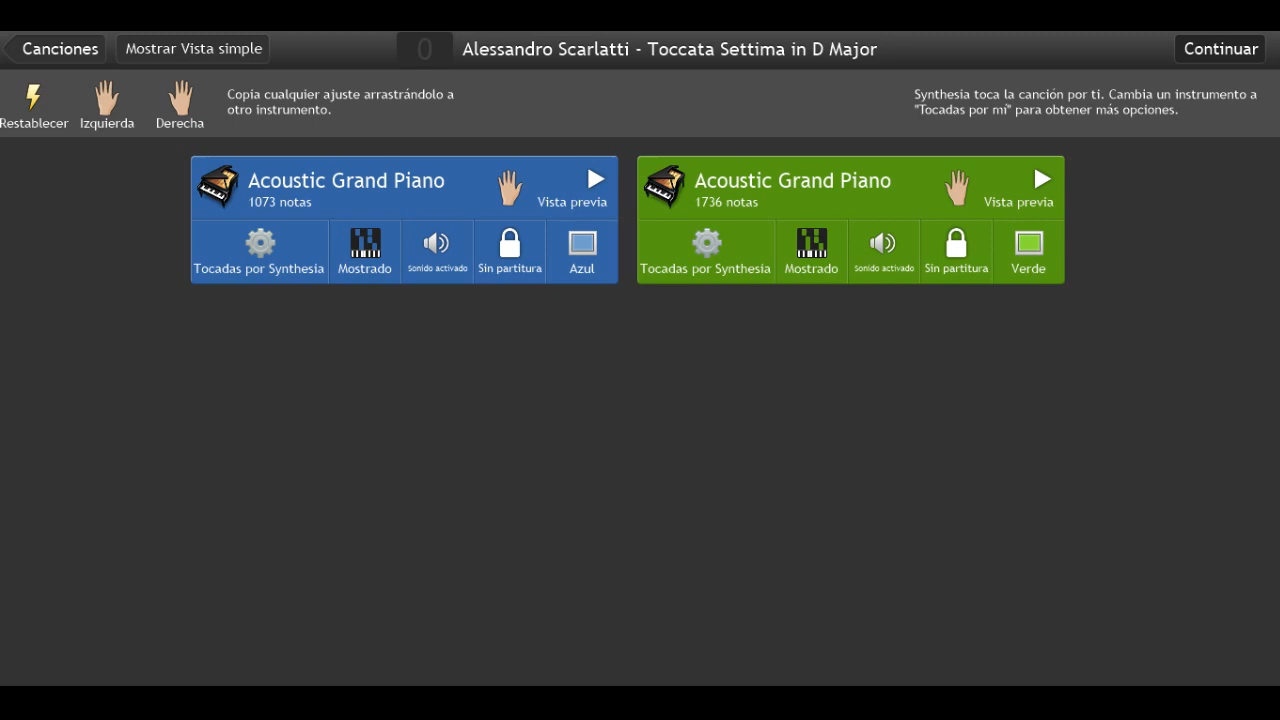 Canciones
Mostrar Vista simple
0
Alessandro Scarlatti - Toccata Settima in D Major
Continuar
Restablecer
Izquierda
Derecha
Copia cualquier ajuste arrastrándolo a
otro instrumento.
Synthesia toca la canción por ti. Cambia un instrumento a
"Tocadas por mí" para obtener más opciones.
Acoustic Grand Piano
1073 notas
Vista previa
Tocadas por Synthesia
Mostrado
Sonido activado
Sin partitura
Azul
Acoustic Grand Piano
1736 notas
Vista previa
Tocadas por Synthesia
Mostrado
Sonido activado
Sin partitura
Verde